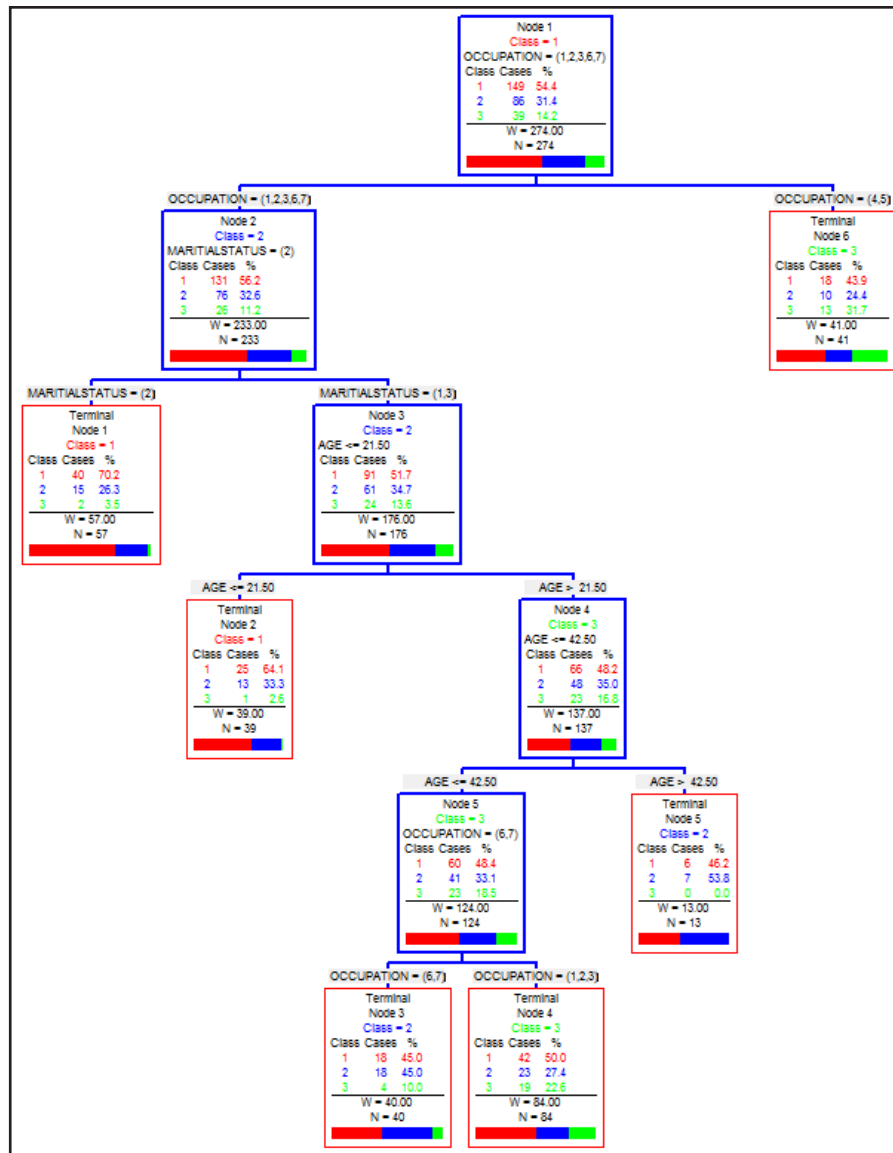 Node 1
Class = 1
OCCUPATION = (1,2,3,6,7)
Class Cases %
1 149 54.4
2 86 31.4
3 39 14.2
W = 274.00
N = 274
OCCUPATION = (1,2,3,6,7)
OCCUPATION = (4,5)
Node 2
Class = 2
MARITIALSTATUS = (2)
Class Cases %
1 131 56.2
2 76 32.6
3 26 11.2
W = 233.00
N = 233
Terminal
Node 6
Class = 3
Class Cases %
1 18 43.9
2 10 24.4
3 13 31.7
W = 41.00
N = 41
MARITIALSTATUS = (2)
MARITIALSTATUS = (1,3)
Terminal
Node 1
Class = 1
Class Cases %
1 40 70.2
2 15 26.3
3 2 3.5
W = 57.00
N = 57
Node 3
Class = 2
AGE <= 21.50
Class Cases %
1 91 51.7
2 61 34.7
3 24 13.6
W = 176.00
N = 176
AGE <= 21.50
AGE > 21.50
Terminal
Node 2
Class = 1
Class Cases %
1 25 64.1
2 13 33.3
3 1 2.6
W = 39.00
N = 39
Node 4
Class = 3
AGE <= 42.50
Class Cases %
1 66 48.2
2 48 35.0
3 23 16.8
W = 137.00
N = 137
AGE <= 42.50
AGE > 42.50
Node 5
Class = 3
OCCUPATION = (6,7)
Class Cases %
1 60 48.4
2 41 33.1
3 23 18.5
W = 124.00
N = 124
Terminal
Node 5
Class = 2
Class Cases %
1 6 46.2
2 7 53.8
3 0 0.0
W = 13.00
N = 13
OCCUPATION = (6,7)
OCCUPATION = (1,2,3)
Terminal
Node 3
Class = 2
Class Cases %
1 18 45.0
2 18 45.0
3 4 10.0
W = 40.00
N = 40
Terminal
Node 4
Class = 3
Class Cases %
1 42 50.0
2 23 27.4
3 19 22.6
W = 84.00
N = 84